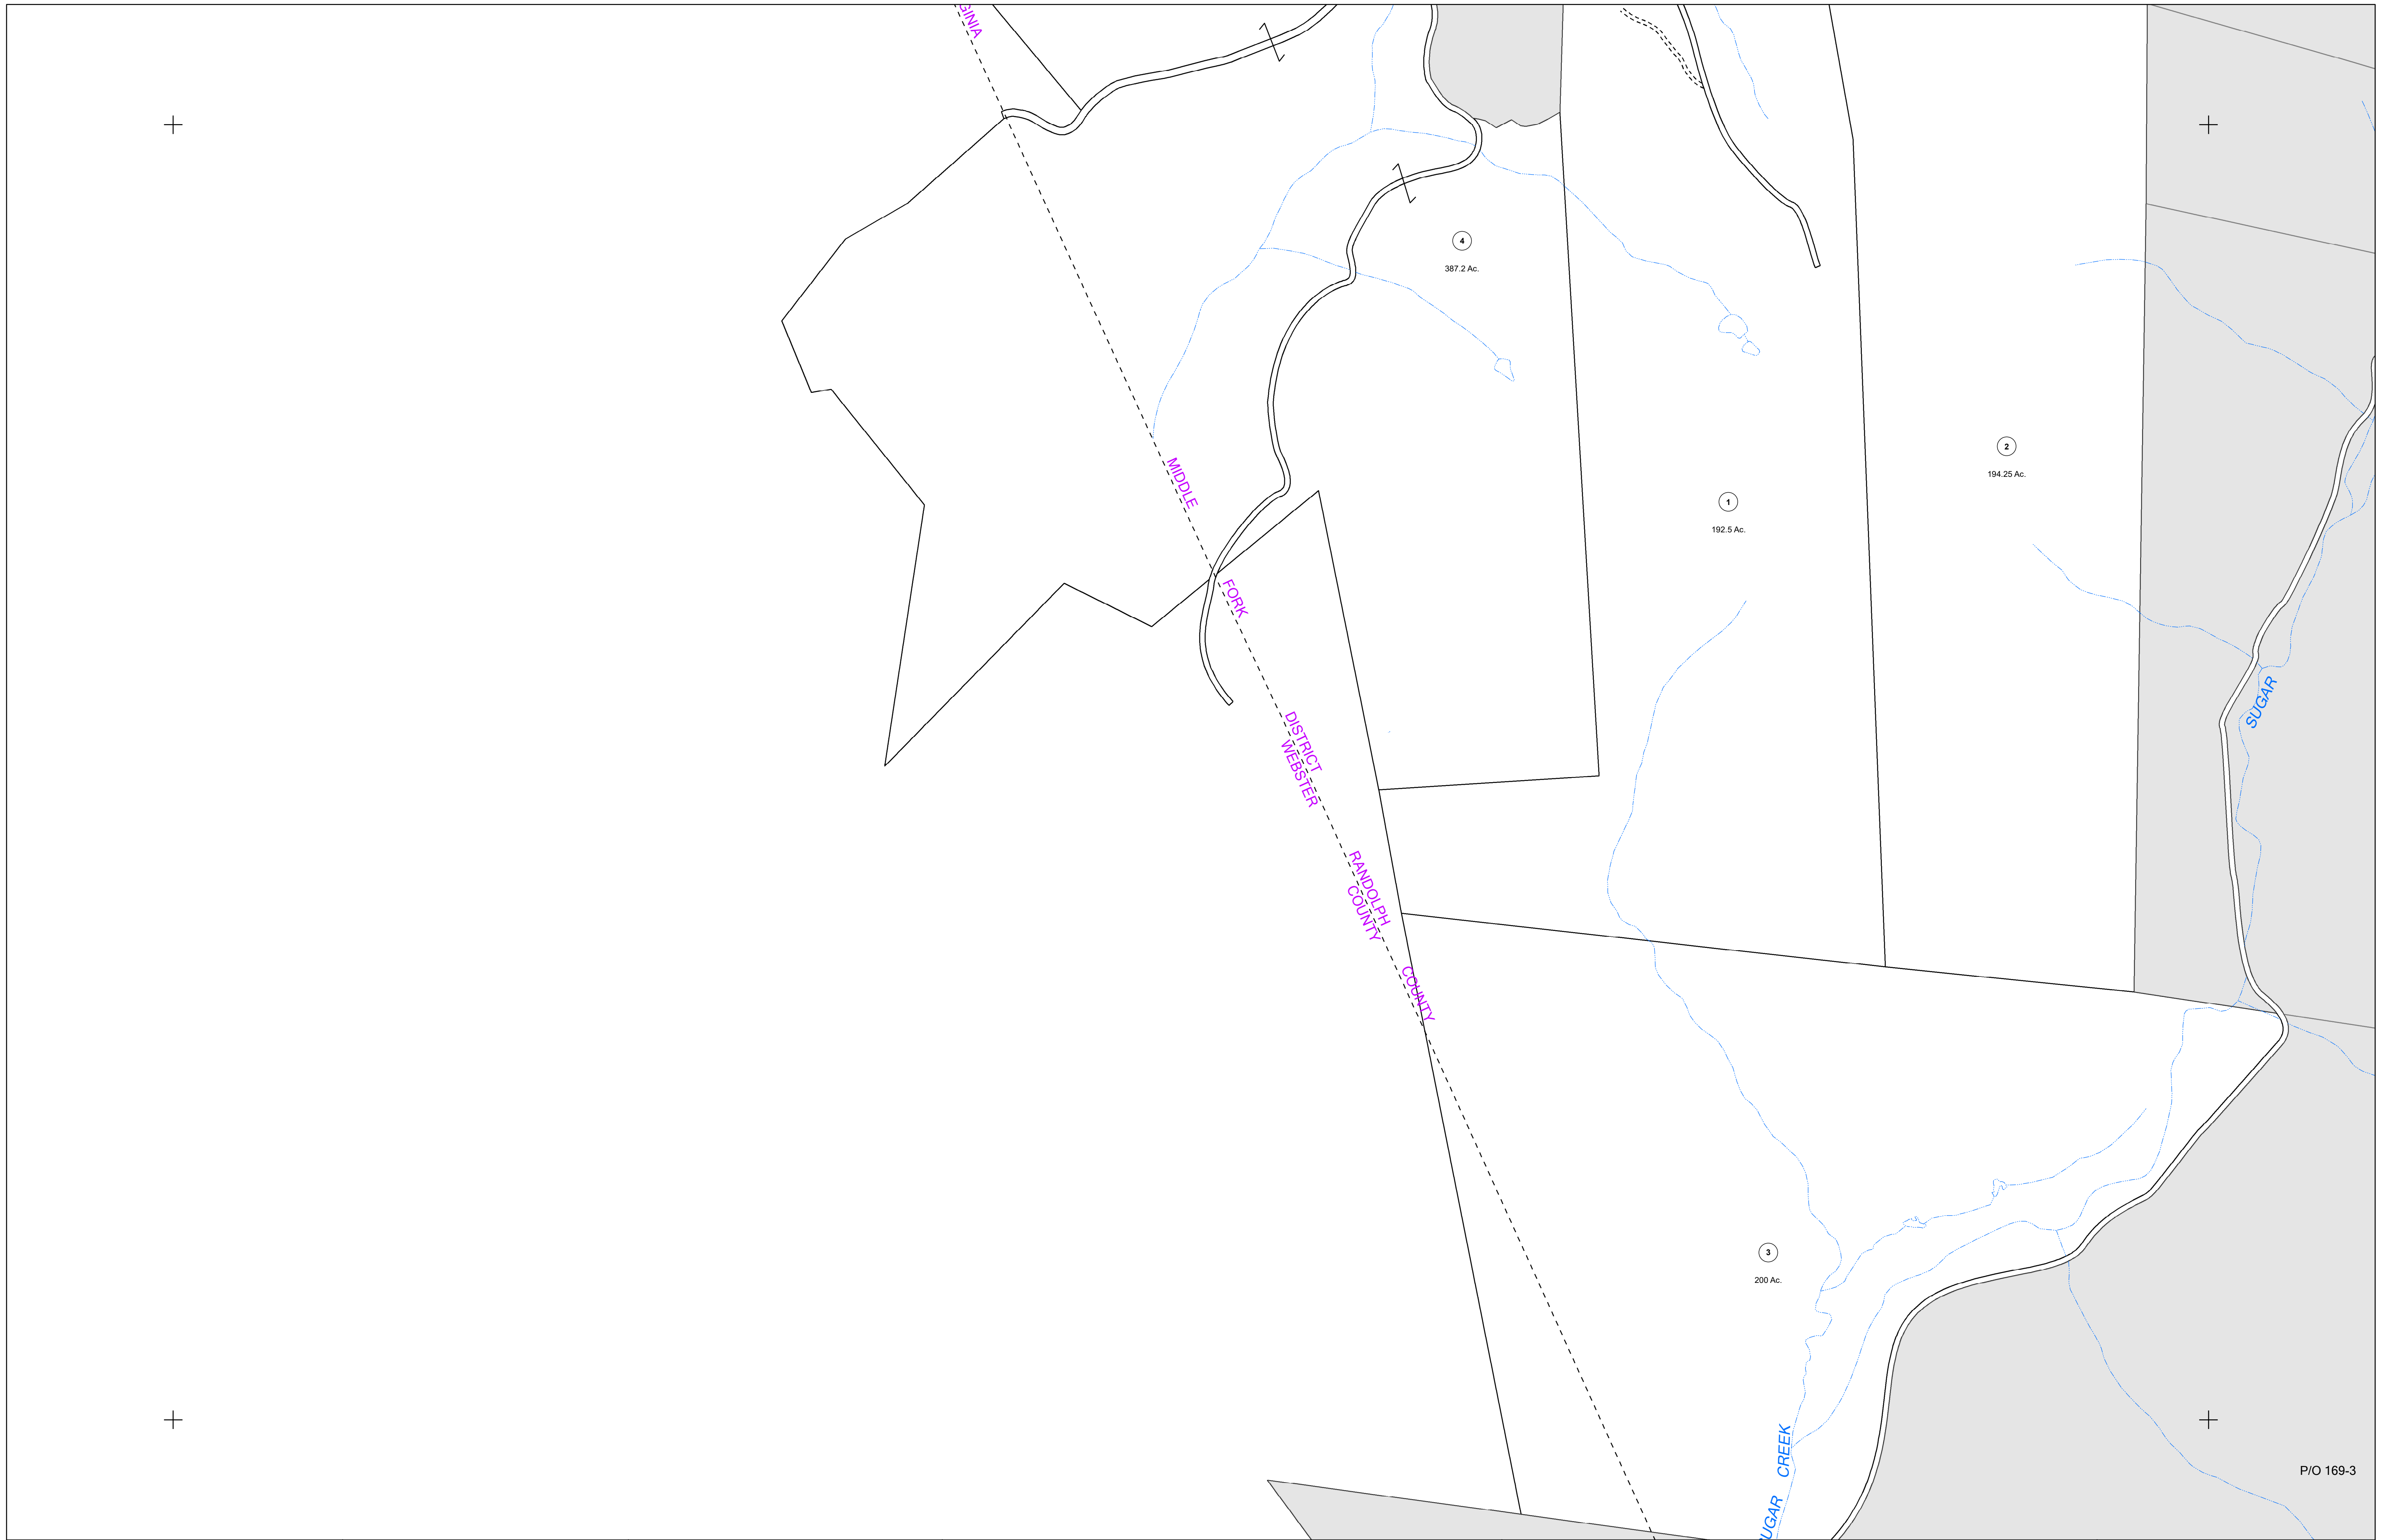 GINIA
4
387.2 Ac.
2
194.25 Ac.
MIDDLE
1
192.5 Ac.
FORK
SUGAR
DISTRICT
WEBSTER
RANDOLPH
COUNTY
COUNTY
3
200 Ac.
CREEK
P/O 169-3
UGAR